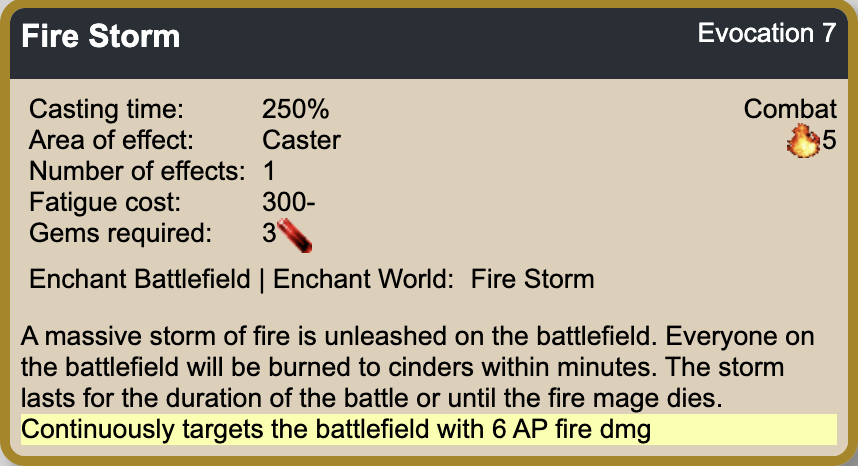 Fire Storm Evocation 7
Casting time: 250% Combat
Area of effect: Caster 5
Number of effects: 1
Fatigue cost: 300-
Gems required: 3
Enchant Battlefield | Enchant World: Fire Storm
A massive storm of fire is unleashed on the battlefield. Everyone on
the battlefield will be burned to cinders within minutes. The storm
lasts for the duration of the battle or until the fire mage dies.
Continuously targets the battlefield with 6 AP fire dmg